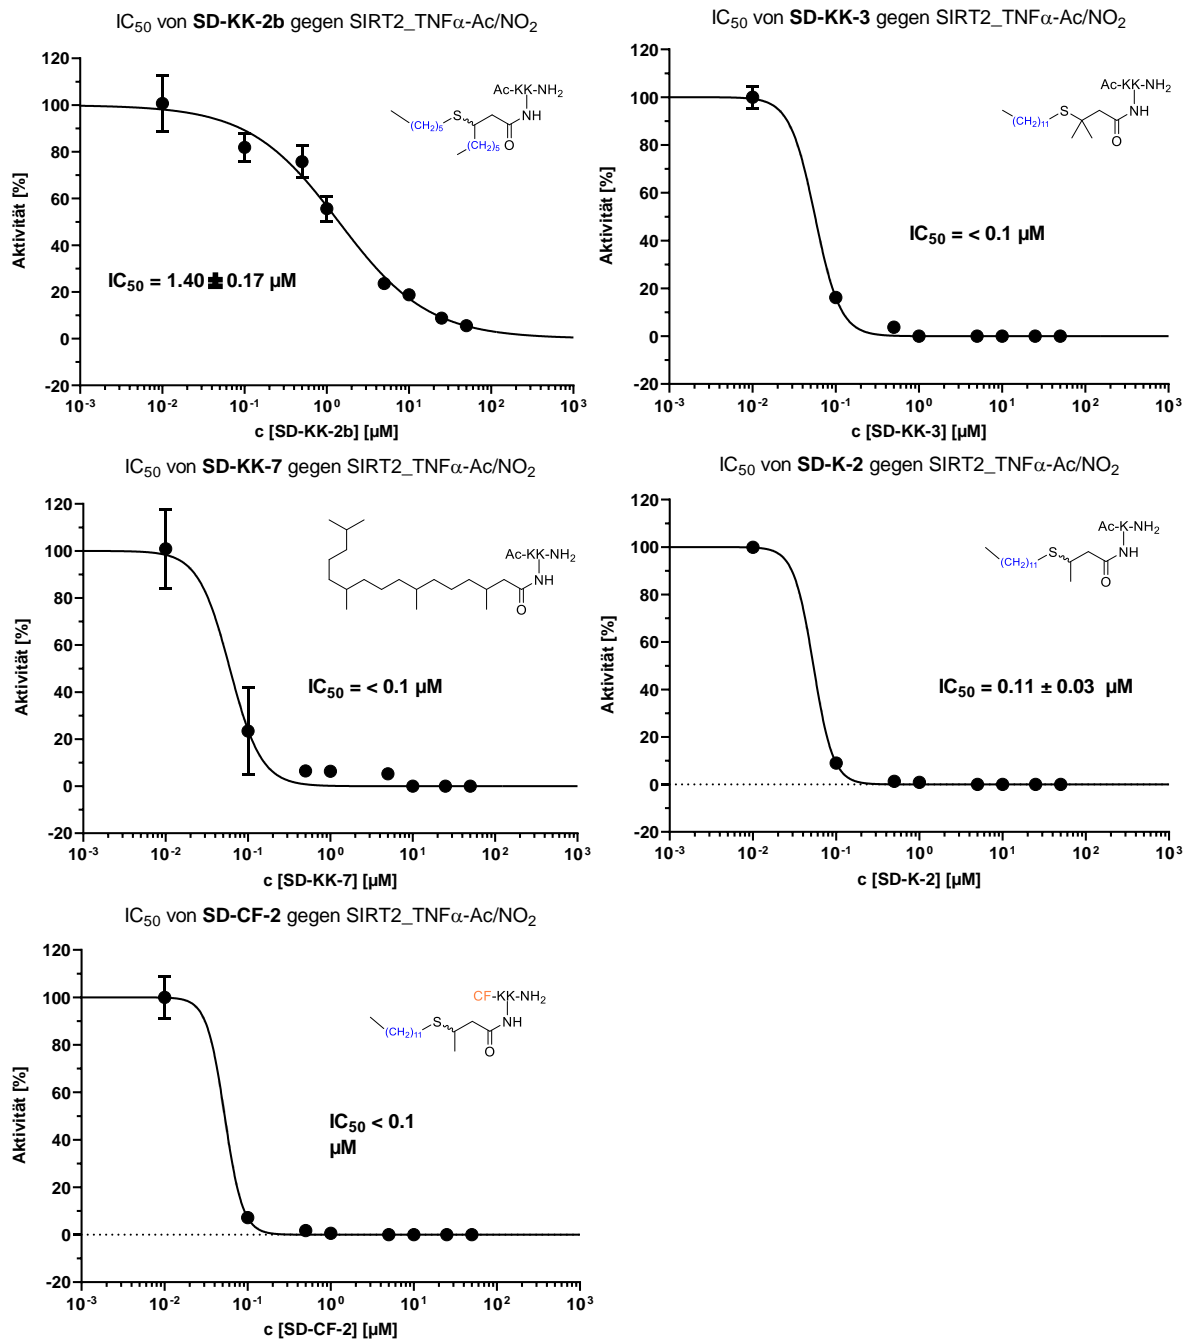 IC50 von SD-KK-2b gegen SIRT2_TNFα-Ac/NO2
120
100
80
60
40
20
0
-20
Aktivität [%]
Ac-KK-NH2
NH
S
O
(CH2)5
(CH2)5
IC50 = 1.40 ± 0.17 µM
10-3 10-2 10-1 100 101 102 103
c [SD-KK-2b] [µM]
IC50 von SD-KK-3 gegen SIRT2_TNFα-Ac/NO2
120
100
80
60
40
20
0
-20
Aktivität [%]
Ac-KK-NH2
NH
S
(CH2)11
O
IC50 = < 0.1 µM
10-3 10-2 10-1 100 101 102 103
c [SD-KK-3] [µM]
IC50 von SD-KK-7 gegen SIRT2_TNFα-Ac/NO2
120
100
80
60
40
20
0
-20
Aktivität [%]
Ac-KK-NH2
NH
O
IC50 = < 0.1 µM
10-3 10-2 10-1 100 101 102 103
c [SD-KK-7] [µM]
IC50 von SD-K-2 gegen SIRT2_TNFα-Ac/NO2
120
100
80
60
40
20
0
-20
Aktivität [%]
Ac-K-NH2
NH
S
(CH2)11
O
IC50 = 0.11 ± 0.03 µM
10-3 10-2 10-1 100 101 102 103
c [SD-K-2] [µM]
IC50 von SD-CF-2 gegen SIRT2_TNFα-Ac/NO2
120
100
80
60
40
20
0
-20
Aktivität [%]
CF-KK-NH2
NH
S
(CH2)11
O
IC50 < 0.1
µM
10-3 10-2 10-1 100 101 102 103
c [SD-CF-2] [µM]